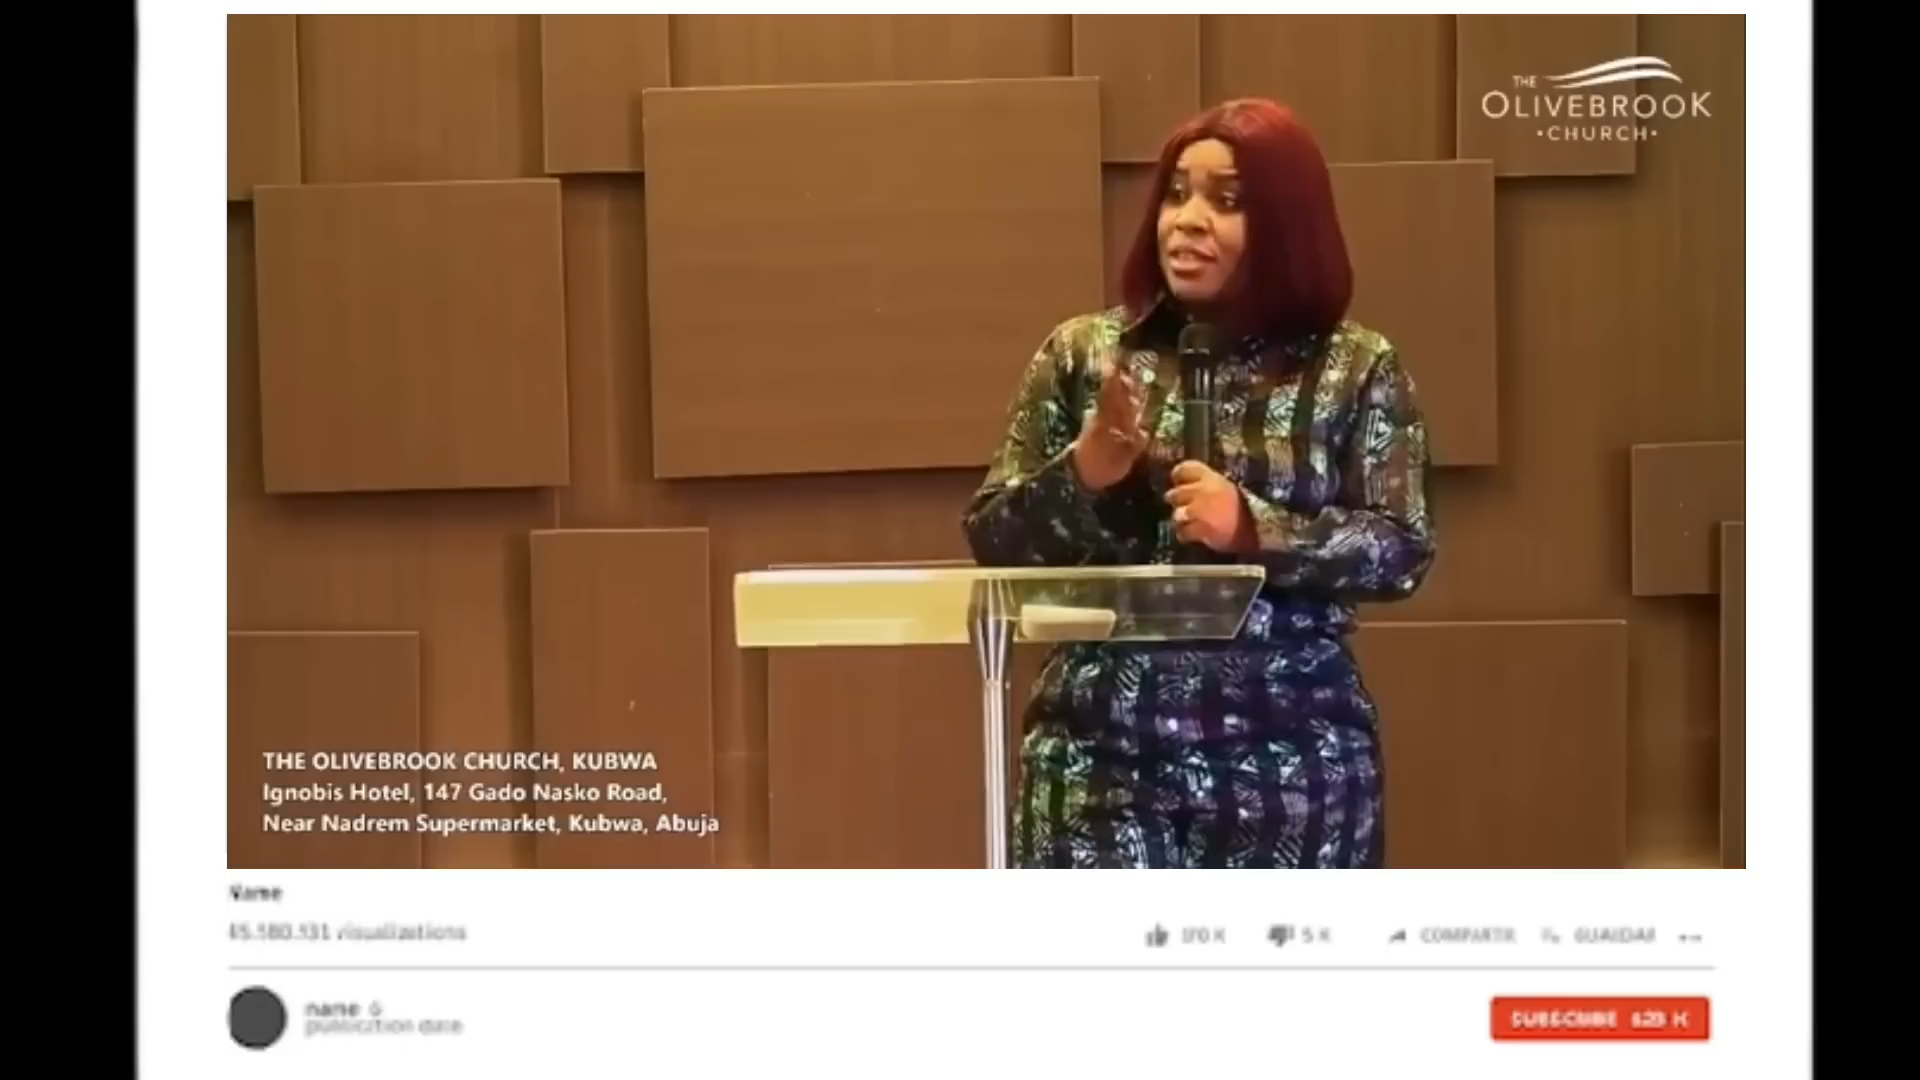 THE
OLIVEBROOK
•CHURCH•
THE OLIVEBROOK CHURCH, KUBWA
Ignobis Hotel, 147 Gado Nasko Road,
Near Nadrem Supermarket, Kubwa, Abuja
Name
visualizations
5 K
COMPARTIR
GUARDAR
name
publication date
SUBSCRIBE